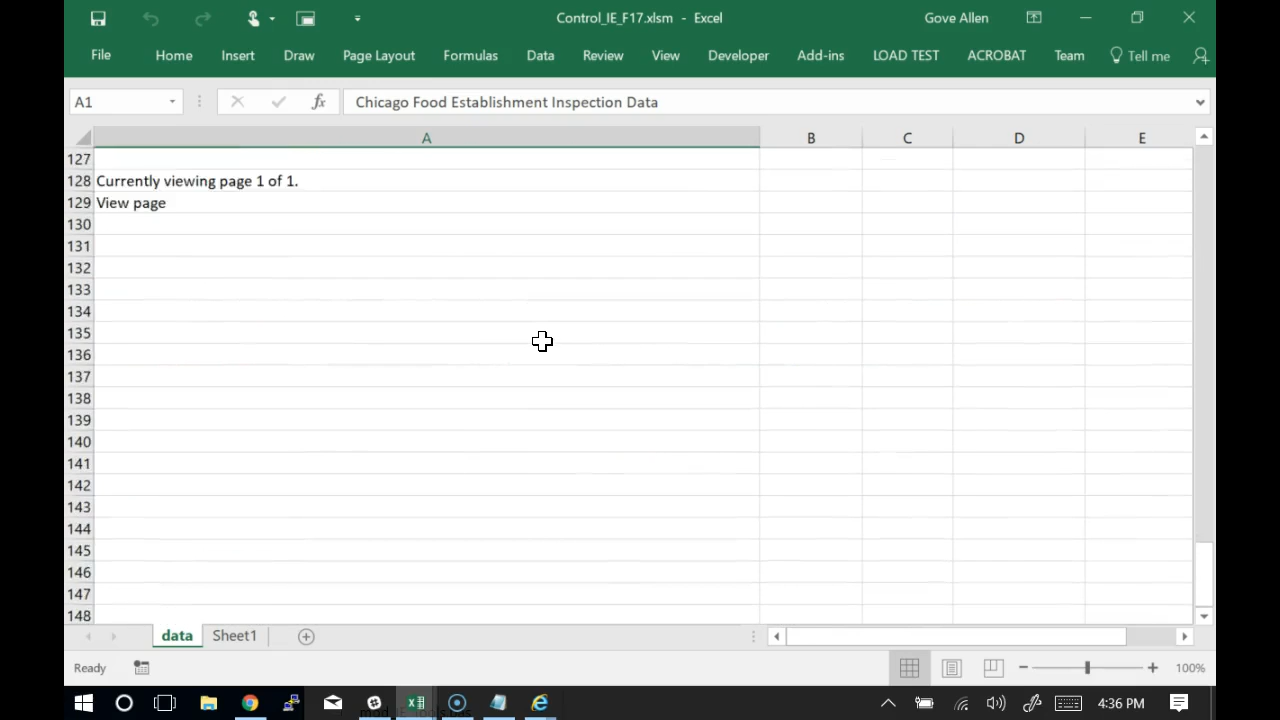 Control_IE_F17.xlsm - Excel
Gove Allen
File Home Insert Draw Page Layout Formulas Data Review View Developer Add-ins LOAD TEST ACROBAT Team Tell me
A1 fx Chicago Food Establishment Inspection Data
A B C D E
127
128 Currently viewing page 1 of 1.
129 View page
130
131
132
133
134
135
136
137
138
139
140
141
142
143
144
145
146
147
148
data Sheet1
Ready 100%
4:36 PM